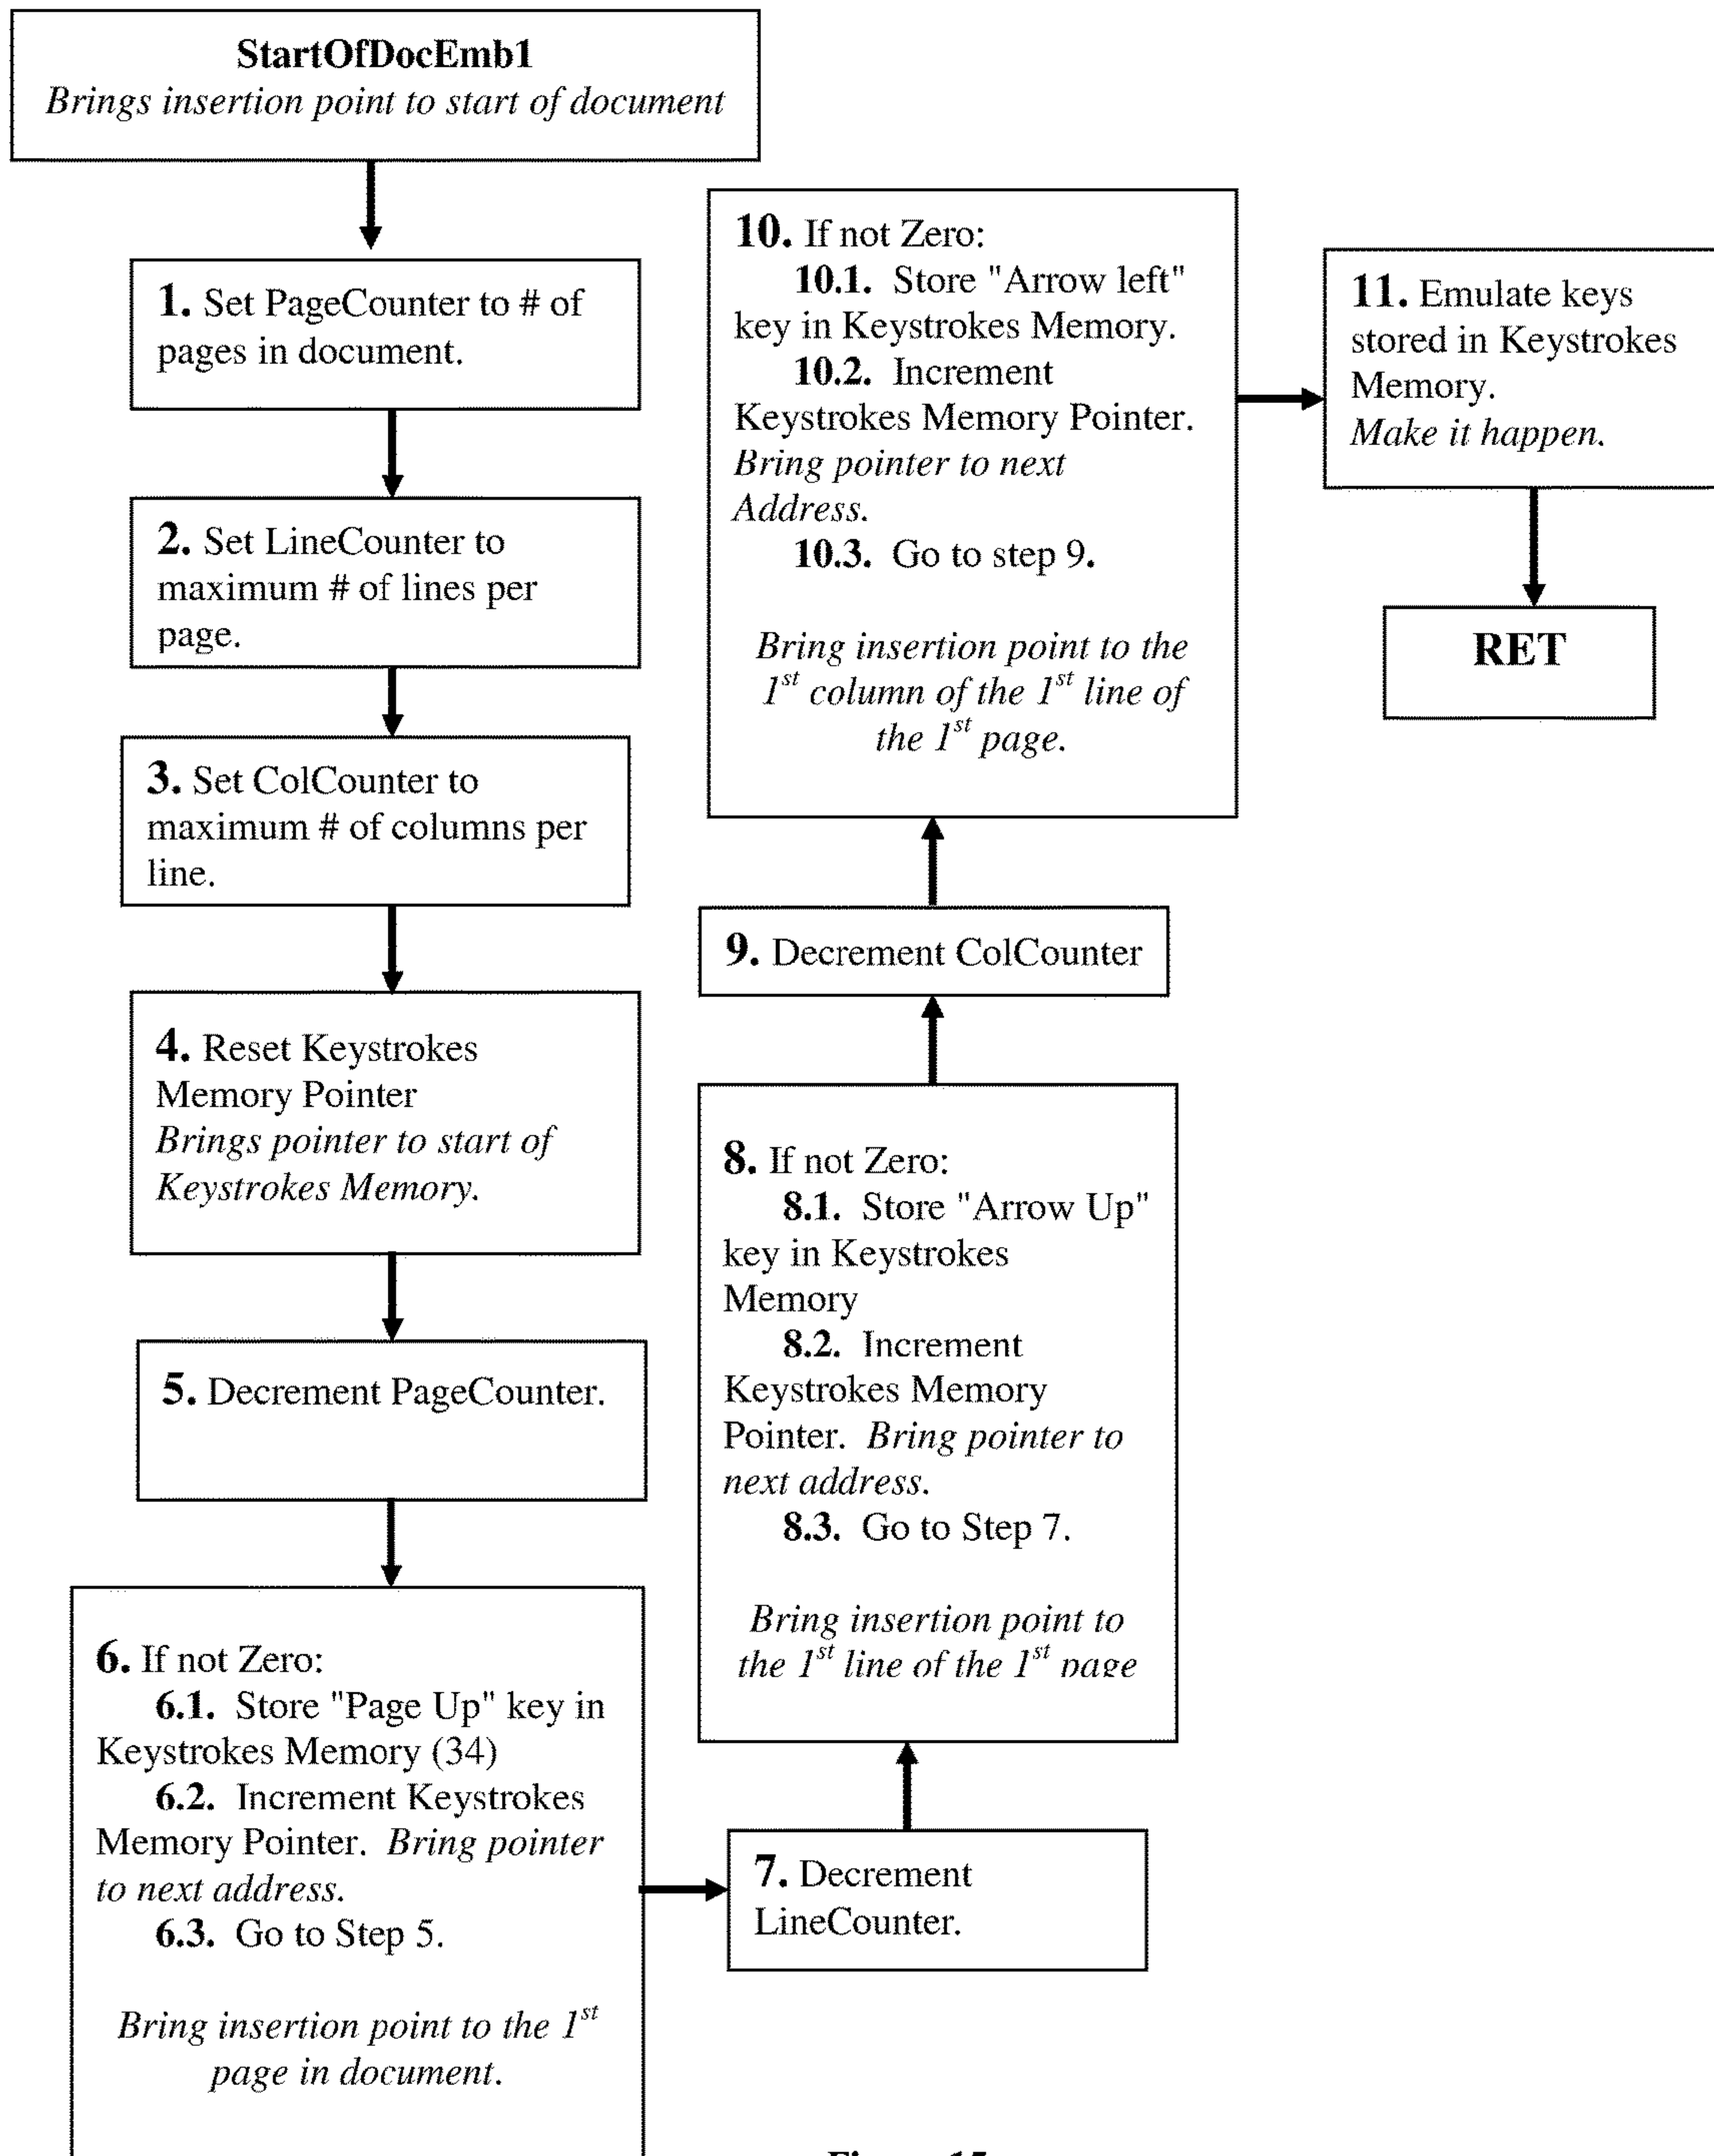 StartOfDocEmb1
Brings insertion point to start of document
1. Set PageCounter to # of
pages in document.
2. Set LineCounter to
maximum # of lines per
page.
3. Set ColCounter to
maximum # of columns per
line.
4. Reset Keystrokes
Memory Pointer
Brings pointer to start of
Keystrokes Memory.
5. Decrement PageCounter.
6. If not Zero:
6.1. Store "Page Up" key in
Keystrokes Memory (34)
6.2. Increment Keystrokes
Memory Pointer. Bring pointer
to next address.
6.3. Go to Step 5.
Bring insertion point to the 1st
page in document.
7. Decrement
LineCounter.
8. If not Zero:
8.1. Store "Arrow Up"
key in Keystrokes
Memory
8.2. Increment
Keystrokes Memory
Pointer. Bring pointer to
next address.
8.3. Go to Step 7.
Bring insertion point to
the 1st line of the 1st page
9. Decrement ColCounter
10. If not Zero:
10.1. Store "Arrow left"
key in Keystrokes Memory.
10.2. Increment
Keystrokes Memory Pointer.
Bring pointer to next
Address.
10.3. Go to step 9.
Bring insertion point to the
1st column of the 1st line of
the 1st page.
11. Emulate keys
stored in Keystrokes
Memory.
Make it happen.
RET